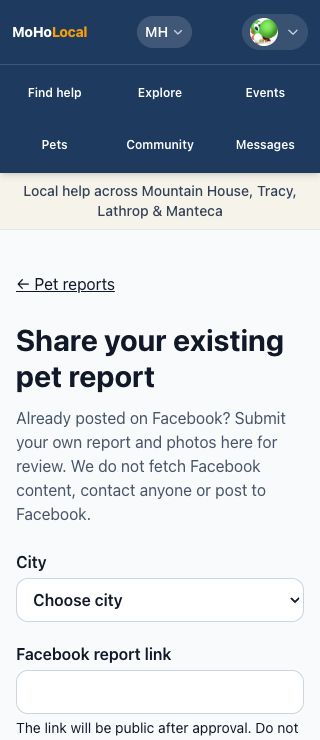 MoHoLocal
MH
Find help
Explore
Events
Pets
Community
Messages
Local help across Mountain House, Tracy,
Lathrop & Manteca
← Pet reports
Share your existing
pet report
Already posted on Facebook? Submit
your own report and photos here for
review. We do not fetch Facebook
content, contact anyone or post to
Facebook.
City
Choose city
Facebook report link
The link will be public after approval. Do not